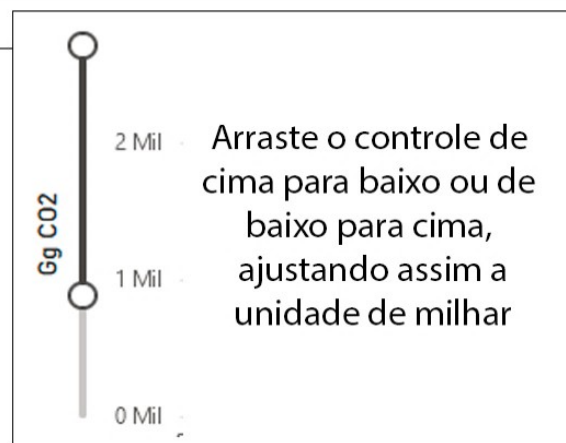 Gg CO2
2 Mil
1 Mil
0 Mil
Arraste o controle de
cima para baixo ou de
baixo para cima,
ajustando assim a
unidade de milhar